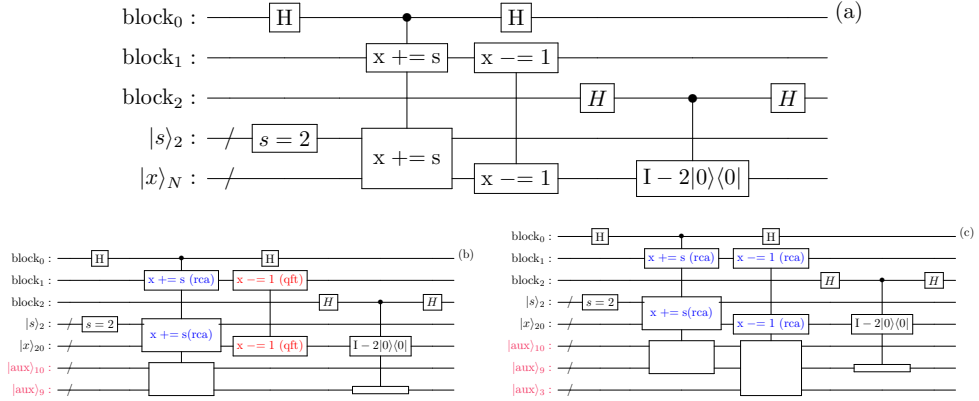 (a)
block₀ : H H
block₁ : x += s x −= 1
block₂ : H H
|s⟩₂ : s = 2
x += s
|x⟩_N : x −= 1 I − 2|0⟩⟨0|
(b)
block₀ : H H
block₁ : x += s (rca) x −= 1 (qft)
block₂ : H H
|s⟩₂ : s = 2
x += s(rca)
|x⟩₂₀ : x −= 1 (qft) I − 2|0⟩⟨0|
|aux⟩₁₀ :
|aux⟩₉ :
(c)
block₀ : H H
block₁ : x += s (rca) x −= 1 (rca)
block₂ : H H
|s⟩₂ : s = 2
x += s(rca)
|x⟩₂₀ : x −= 1 (rca) I − 2|0⟩⟨0|
|aux⟩₁₀ :
|aux⟩₉ :
|aux⟩₃ :